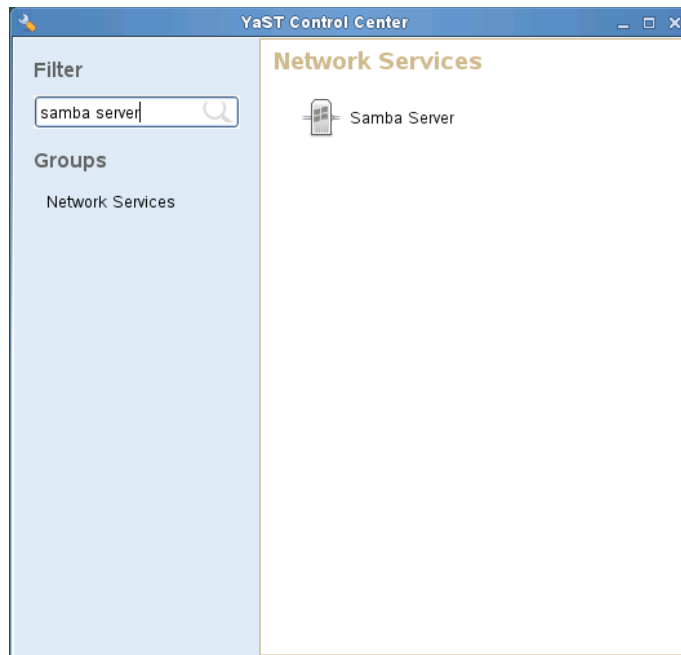 YaST Control Center
Filter
samba server
Groups
Network Services
Network Services
Samba Server